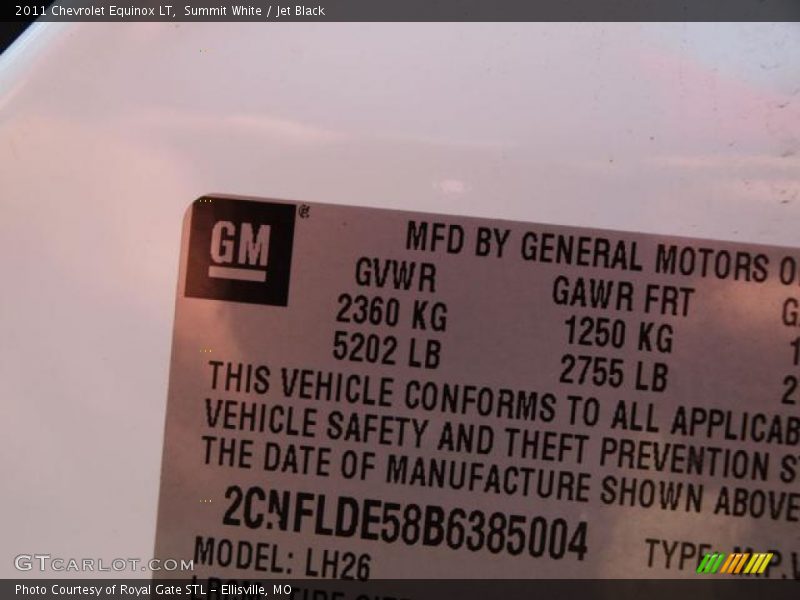 2011 Chevrolet Equinox LT, Summit White / Jet Black
GM ®
MFD BY GENERAL MOTORS
GVWR GAWR FRT
2360 KG 1250 KG
5202 LB 2755 LB
THIS VEHICLE CONFORMS TO ALL APPLICAB
VEHICLE SAFETY AND THEFT PREVENTION
THE DATE OF MANUFACTURE SHOWN ABOVE
2CNFLDE58B6385004
MODEL: LH26 TYPE:
GTCARLOT.COM
Photo Courtesy of Royal Gate STL – Ellisville, MO